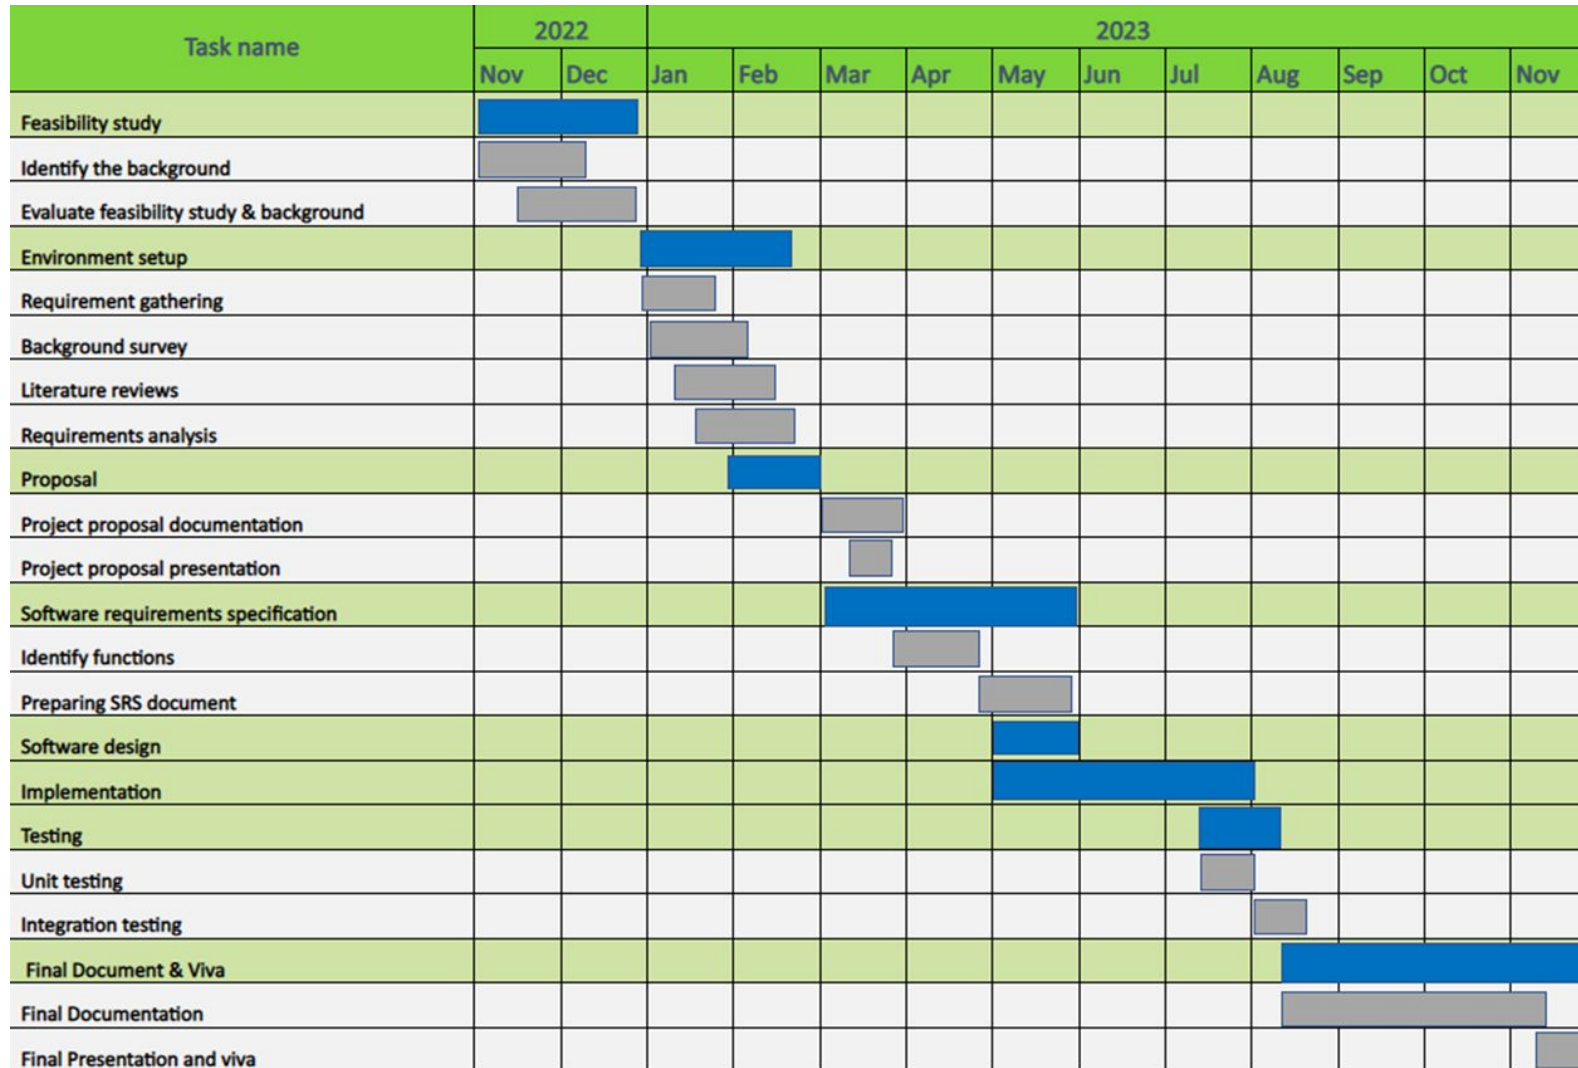 Task name
2022
2023
Nov Dec Jan Feb Mar Apr May Jun Jul Aug Sep Oct Nov
Feasibility study
Identify the background
Evaluate feasibility study & background
Environment setup
Requirement gathering
Background survey
Literature reviews
Requirements analysis
Proposal
Project proposal documentation
Project proposal presentation
Software requirements specification
Identify functions
Preparing SRS document
Software design
Implementation
Testing
Unit testing
Integration testing
Final Document & Viva
Final Documentation
Final Presentation and viva